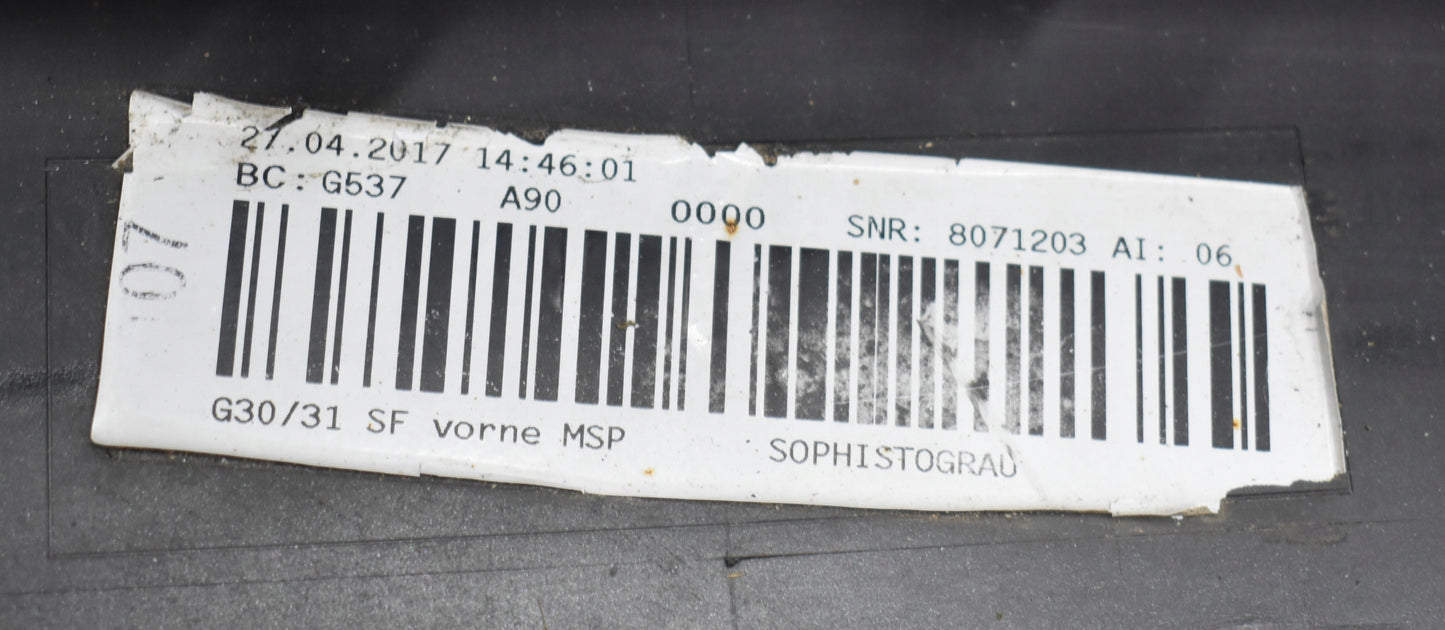 27.04.2017 14:46:01
BC: G537 A90 0000 SNR: 8071203 AI: 06
G30/31 SF vorne MSP SOPHISTOGRAU